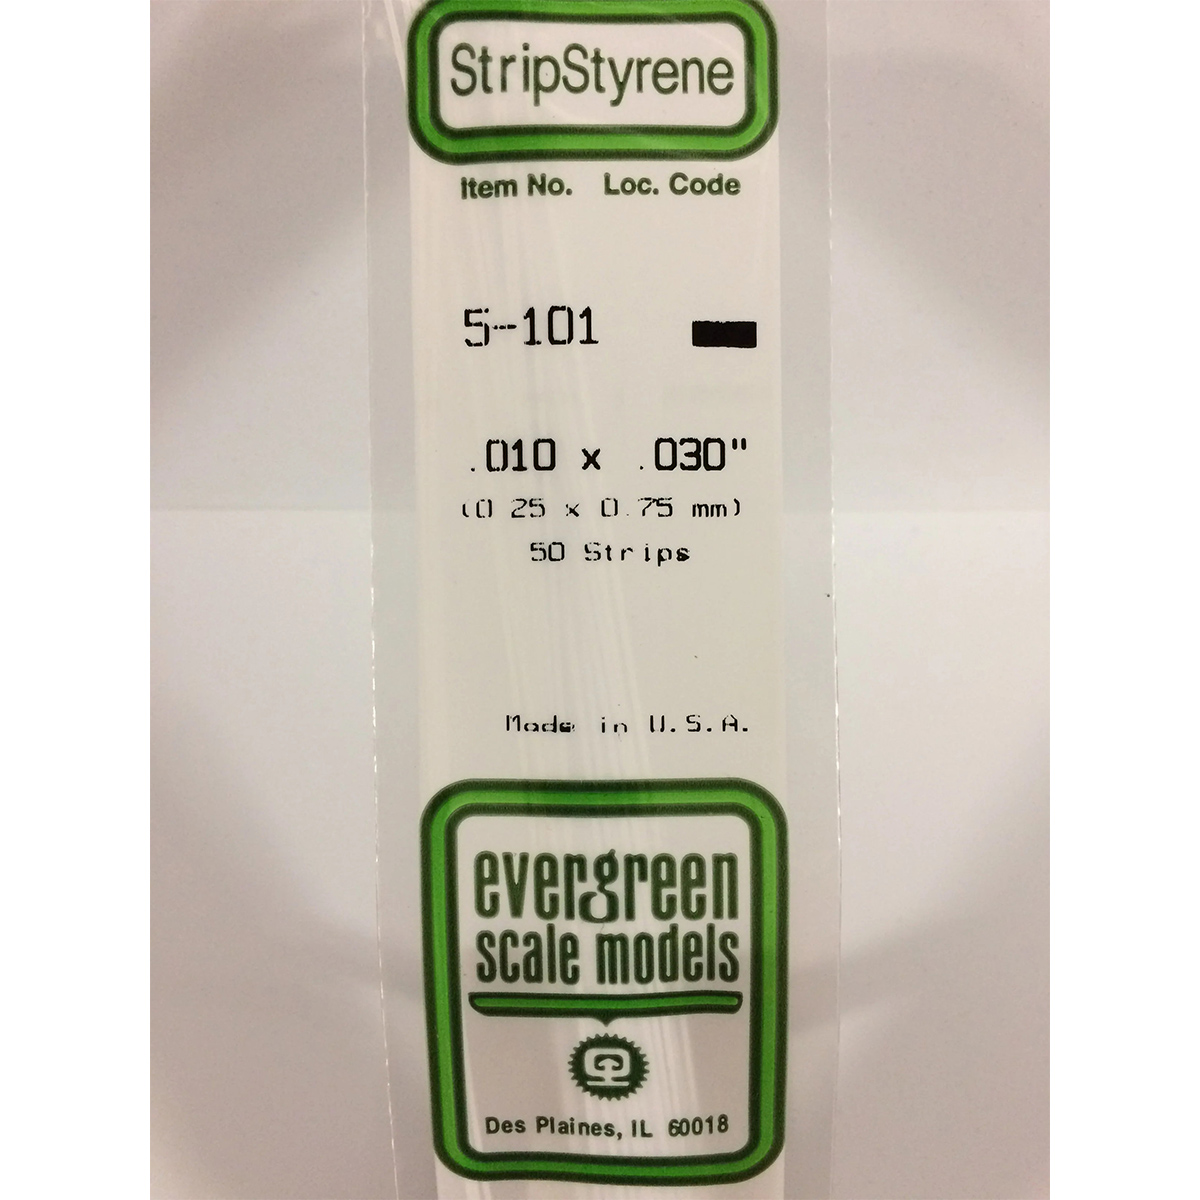 StripStyrene
Item No. Loc. Code
5-101
.010 x .030"
(0.25 x 0.75 mm)
50 Strips
Made in U.S.A.
evergreen
scale models
Des Plaines, IL 60018